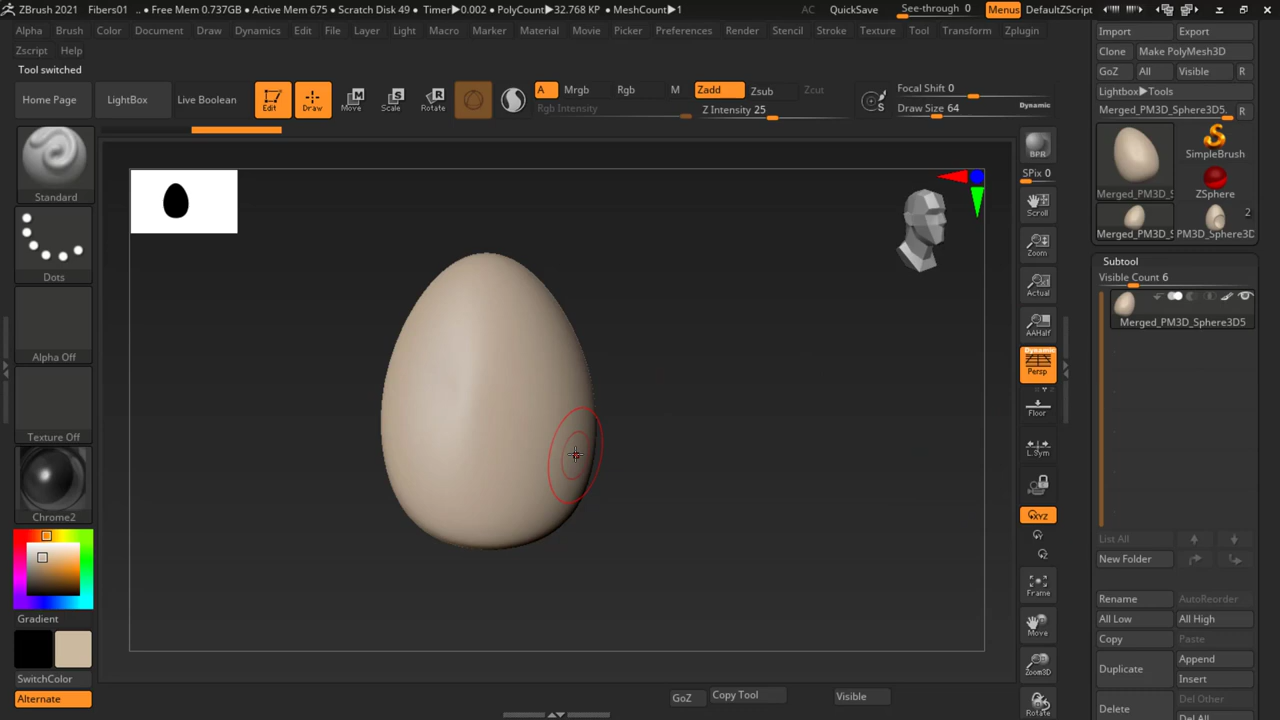 ZBrush 2021 Fibers01 . . • Free Mem 0.737GB • Active Mem 675 • Scratch Disk 49 • Timer▶0.002 • PolyCount▶32.768 KP • MeshCount▶1 AC QuickSave See-through 0 Menus DefaultZScript
Alpha Brush Color Document Draw Dynamics Edit File Layer Light Macro Marker Material Movie Picker Preferences Render Stencil Stroke Texture Tool Transform Zplugin
Zscript Help
Tool switched
Home Page LightBox Live Boolean Edit Draw Move Scale Rotate A Mrgb Rgb M Zadd Zsub Zcut Focal Shift 0
Rgb Intensity Z Intensity 25 S Draw Size 64 Dynamic
Standard
Dots
Alpha Off
Texture Off
Chrome2
Gradient
SwitchColor
Alternate
BPR
SPix 0
Scroll
Zoom
Actual
AAHalf
Dynamic
Persp
Floor
L.Sym
XYZ
Frame
Move
Zoom3D
Rotate
GoZ Copy Tool Visible
Import Export
Clone Make PolyMesh3D
GoZ All Visible R
Lightbox▶Tools
Merged_PM3D_Sphere3D5. R
SimpleBrush
Merged_PM3D_S ZSphere
2
Merged_PM3D_S PM3D_Sphere3D
Subtool
Visible Count 6
Merged_PM3D_Sphere3D5
List All
New Folder
Rename AutoReorder
All Low All High
Copy Paste
Duplicate Append
Insert
Delete Del Other